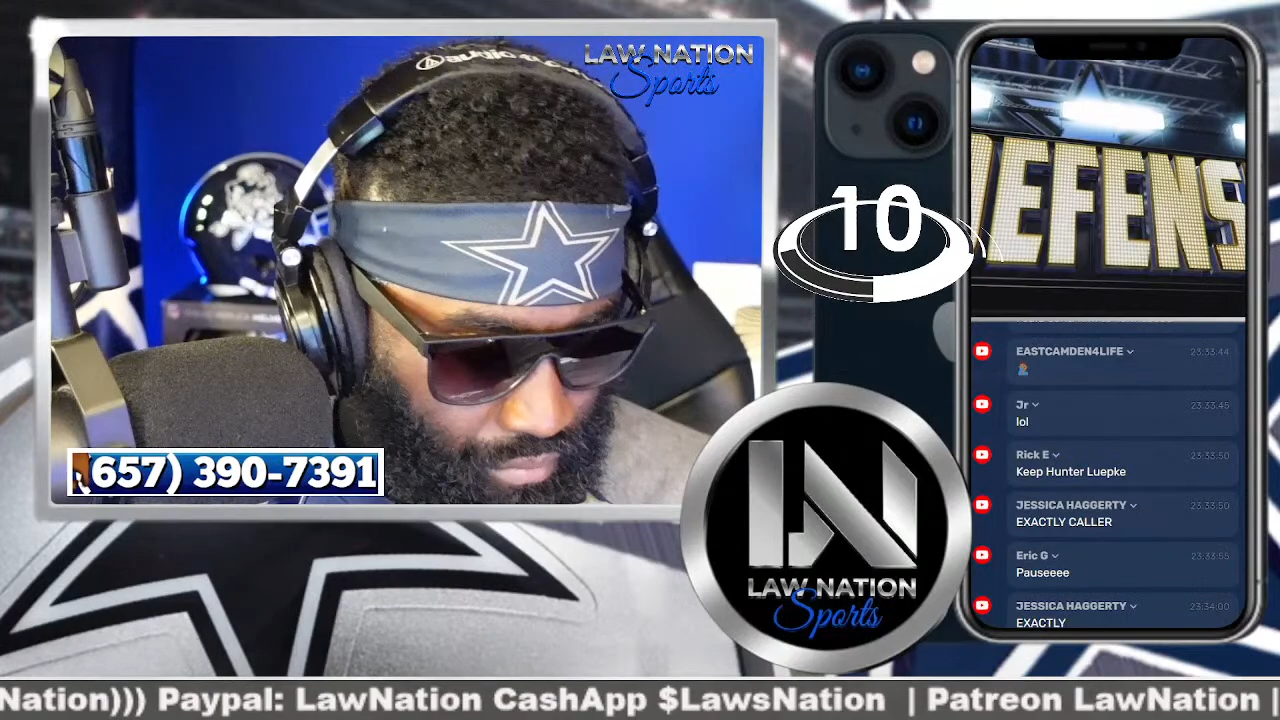 LAW NATION
Sports
(657) 390-7391
10
DEFENS
EASTCAMDEN4LIFE
23:33:44
Jr
23:33:45
lol
Rick E
23:33:50
Keep Hunter Luepke
JESSICA HAGGERTY
23:33:50
EXACTLY CALLER
Eric G
23:33:55
Pauseeee
JESSICA HAGGERTY
23:34:00
EXACTLY
LN
LAW NATION
Sports
Nation))) Paypal: LawNation CashApp $LawsNation | Patreon LawNation |